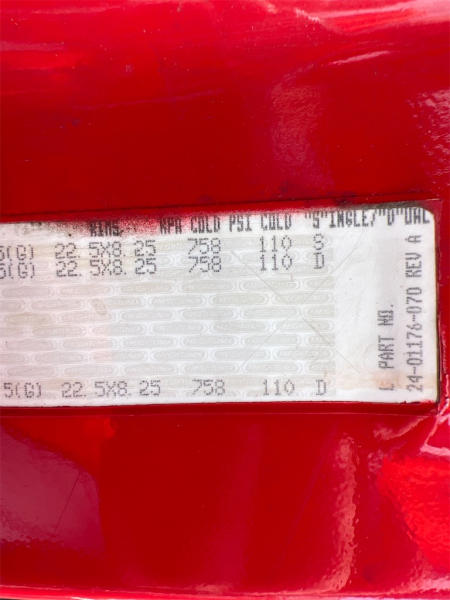 RIMS KPA COLD PSI COLD "S"INGLE/"D"UAL
5(G) 22.5X8.25 758 110 S
5(G) 22.5X8.25 758 110 D
5(G) 22.5X8.25 758 110 D
L PART NO.
24-01176-070 REV A